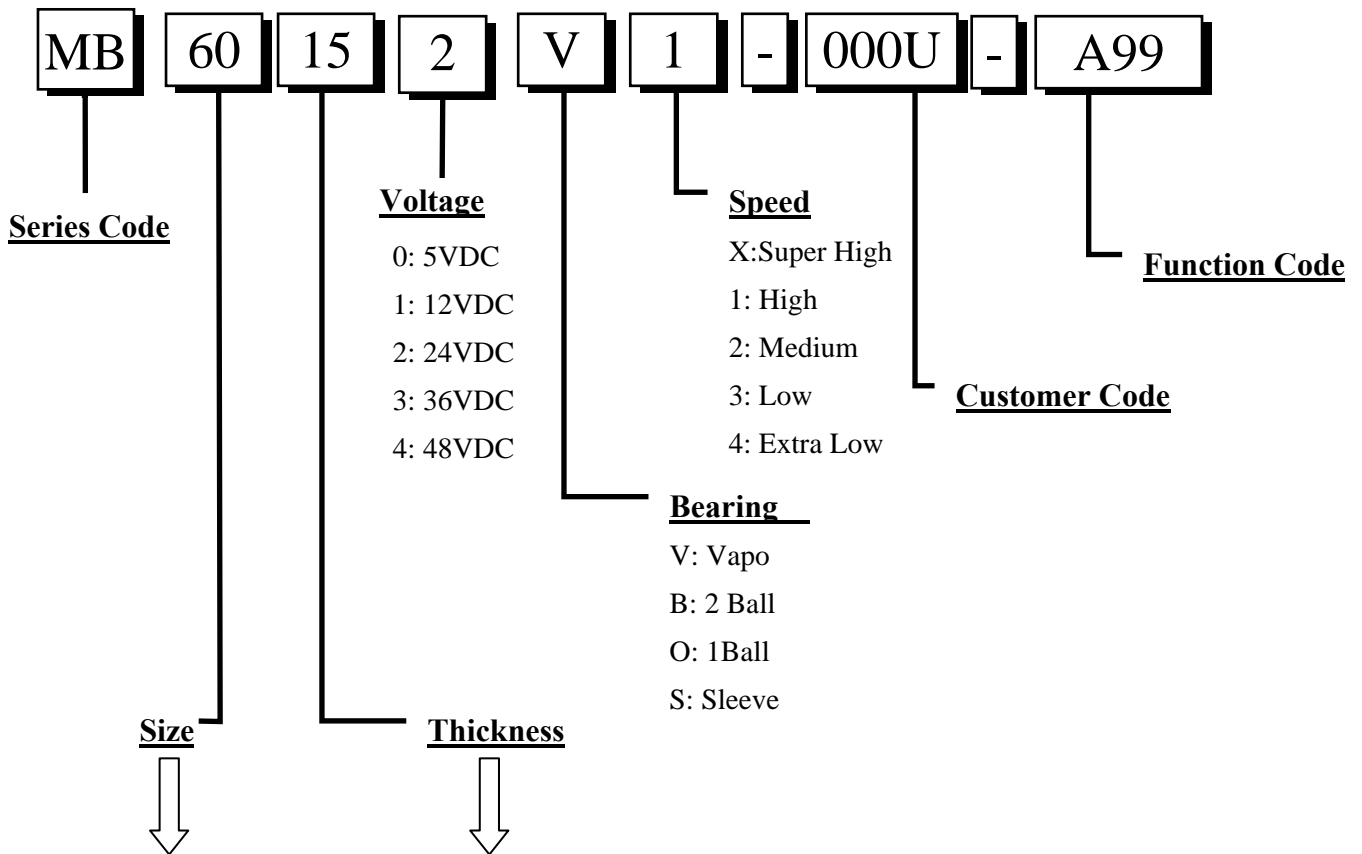 MB 60 15 2 V 1 - 000U - A99
Series Code
Voltage
0: 5VDC
1: 12VDC
2: 24VDC
3: 36VDC
4: 48VDC
Speed
X:Super High
1: High
2: Medium
3: Low
4: Extra Low
Function Code
Customer Code
Bearing
V: Vapo
B: 2 Ball
O: 1Ball
S: Sleeve
Size
Thickness